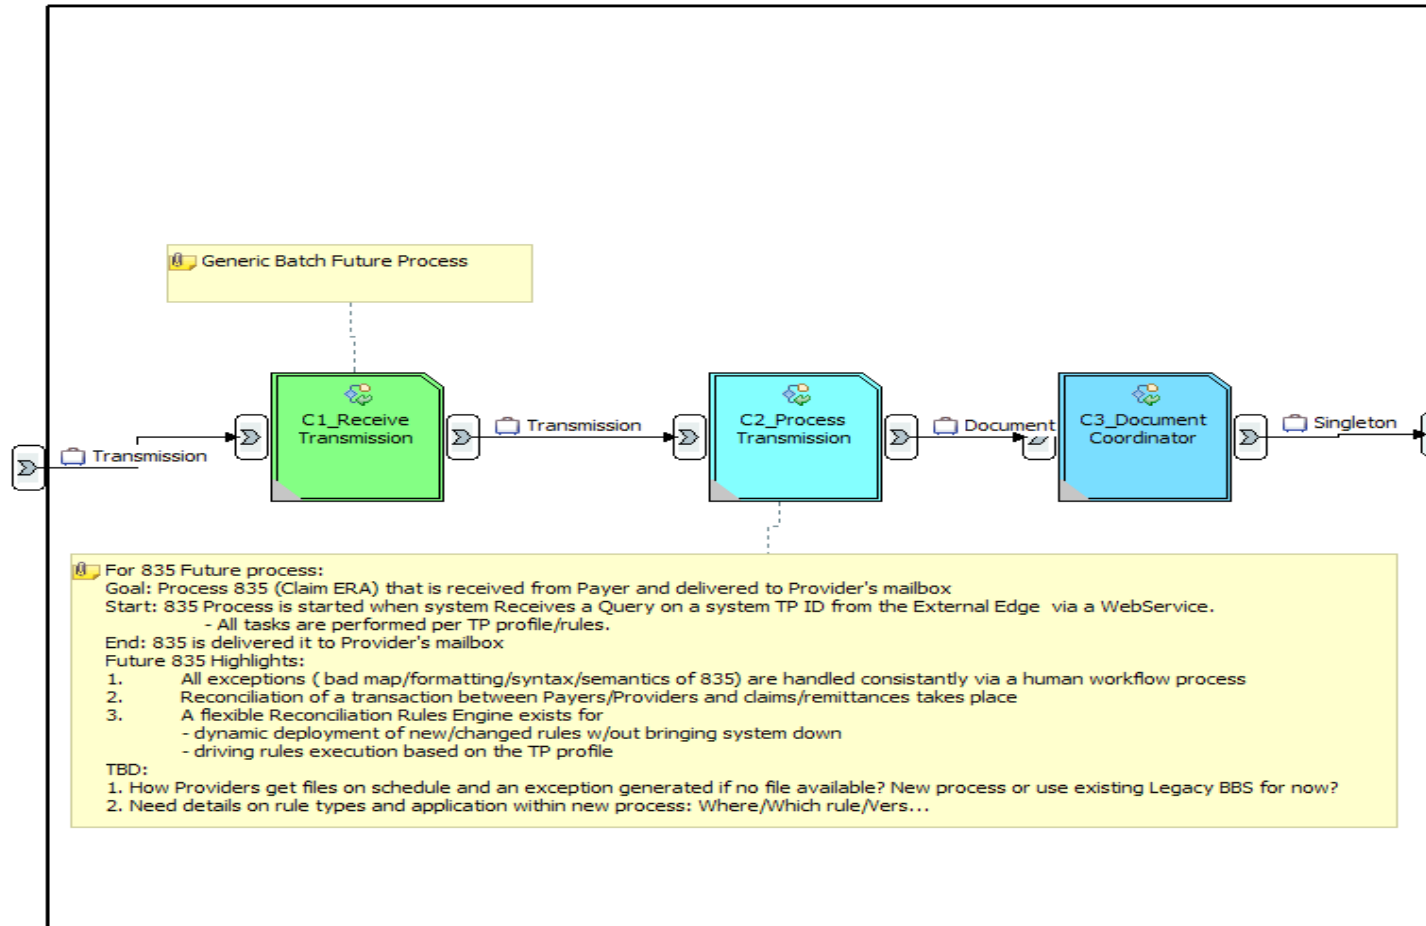 Generic Batch Future Process
Transmission
C1_Receive
Transmission
Transmission
C2_Process
Transmission
Document
C3_Document
Coordinator
Singleton
For 835 Future process:
Goal: Process 835 (Claim ERA) that is received from Payer and delivered to Provider's mailbox
Start: 835 Process is started when system Receives a Query on a system TP ID from the External Edge via a WebService.
- All tasks are performed per TP profile/rules.
End: 835 is delivered it to Provider's mailbox
Future 835 Highlights:
1. All exceptions ( bad map/formatting/syntax/semantics of 835) are handled consistently via a human workflow process
2. Reconciliation of a transaction between Payers/Providers and claims/remittances takes place
3. A flexible Reconciliation Rules Engine exists for
- dynamic deployment of new/changed rules w/out bringing system down
- driving rules execution based on the TP profile
TBD:
1. How Providers get files on schedule and an exception generated if no file available? New process or use existing Legacy BBS for now?
2. Need details on rule types and application within new process: Where/Which rule/Vers...